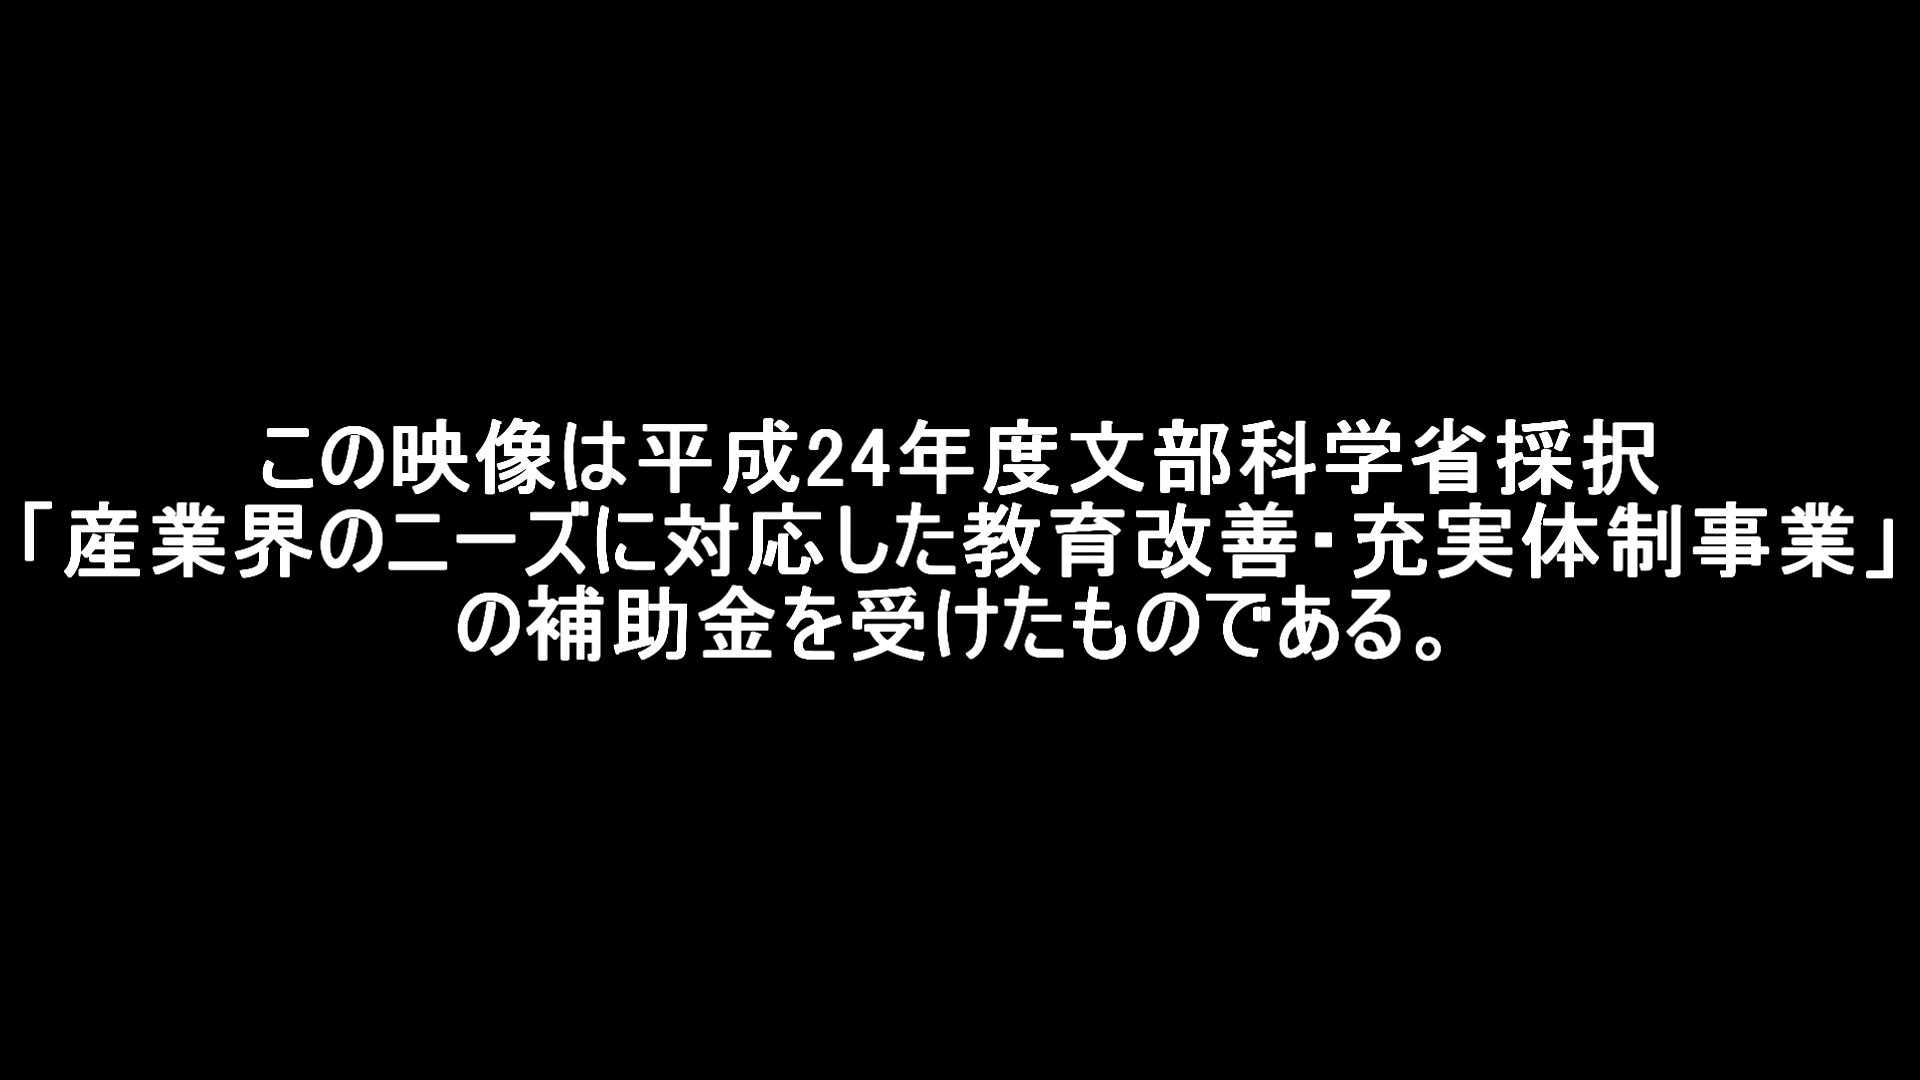 この映像は平成24年度文部科学省採択
「産業界のニーズに対応した教育改善・充実体制事業」
の補助金を受けたものである。